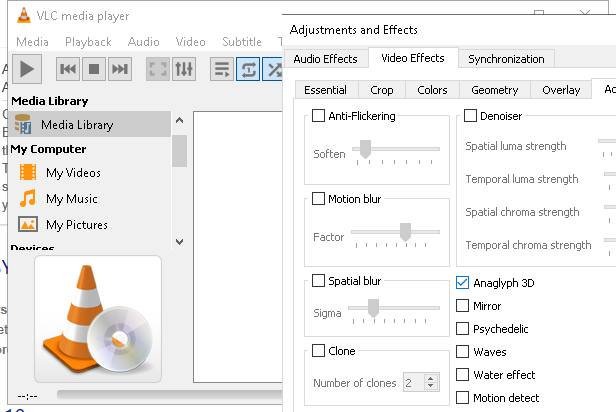 VLC media player
Media Playback Audio Video Subtitle
Media Library
Media Library
My Computer
My Videos
My Music
My Pictures
Devices
--:--
Adjustments and Effects
Audio Effects Video Effects Synchronization
Essential Crop Colors Geometry Overlay
Anti-Flickering
Soften
Motion blur
Factor
Spatial blur
Sigma
Clone
Number of clones 2
Denoiser
Spatial luma strength
Temporal luma strength
Spatial chroma strength
Temporal chroma strength
Anaglyph 3D
Mirror
Psychedelic
Waves
Water effect
Motion detect